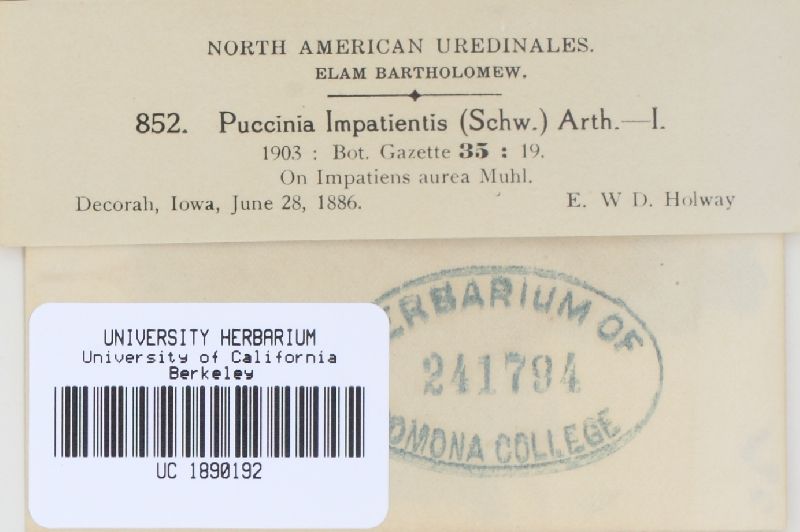 NORTH AMERICAN UREDINALES.
ELAM BARTHOLOMEW.
852. Puccinia Impatientis (Schw.) Arth.—I.
1903 : Bot. Gazette 35 : 19.
On Impatiens aurea Muhl.
Decorah, Iowa, June 28, 1886. E. W D. Holway
ERBARIUM OF
241794
OMONA COLLEGE
UNIVERSITY HERBARIUM
University of California
Berkeley
UC 1890192